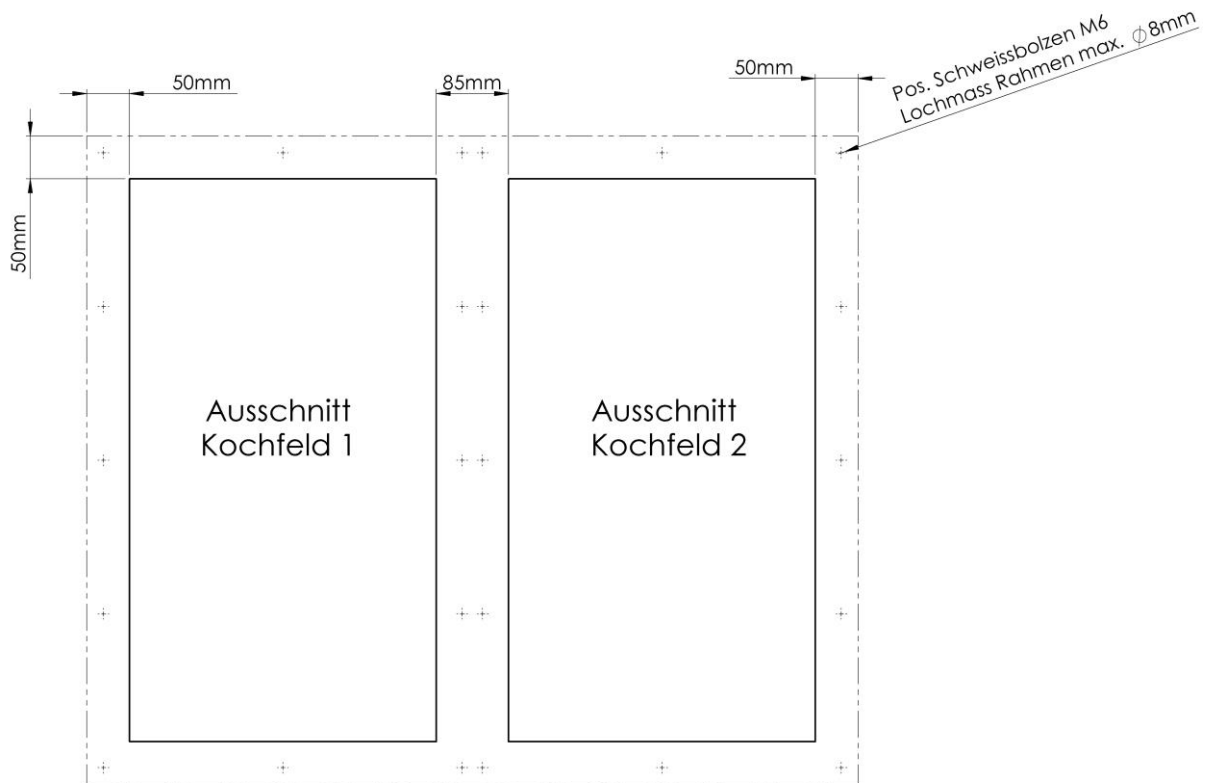 50mm
85mm
50mm
Pos. Schweissbolzen M6
Lochmass Rahmen max. ∅8mm
50mm
Ausschnitt
Kochfeld 1
Ausschnitt
Kochfeld 2